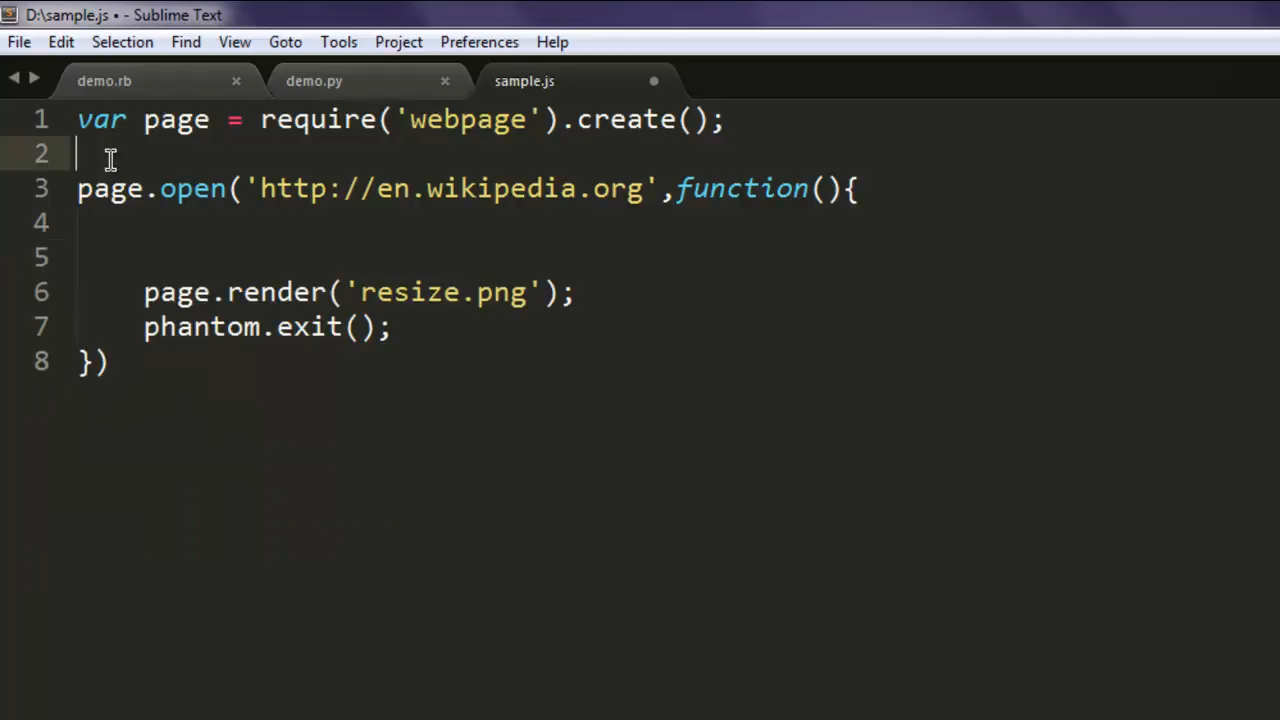 D:\sample.js • - Sublime Text
File Edit Selection Find View Goto Tools Project Preferences Help
demo.rb × demo.py × sample.js
1 var page = require('webpage').create();
2
3 page.open('http://en.wikipedia.org',function(){
4
5
6     page.render('resize.png');
7     phantom.exit();
8 })